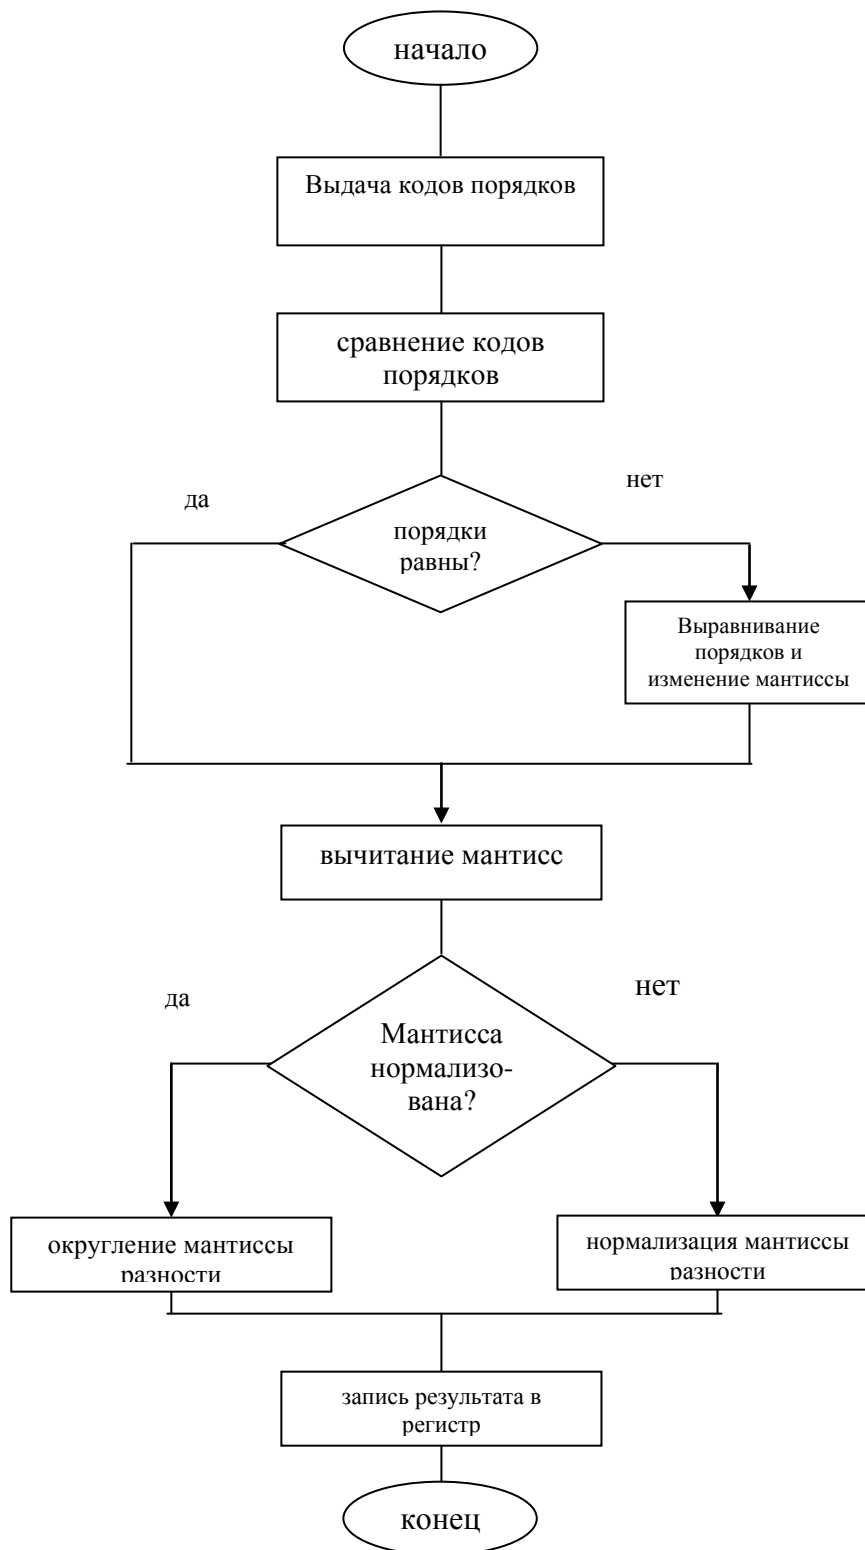 начало
Выдача кодов порядков
сравнение кодов
порядков
да
нет
порядки
равны?
Выравнивание
порядков и
изменение мантиссы
вычитание мантисс
да
нет
Мантисса
нормализо-
вана?
округление мантиссы
разности
нормализация мантиссы
разности
запись результата в
регистр
конец